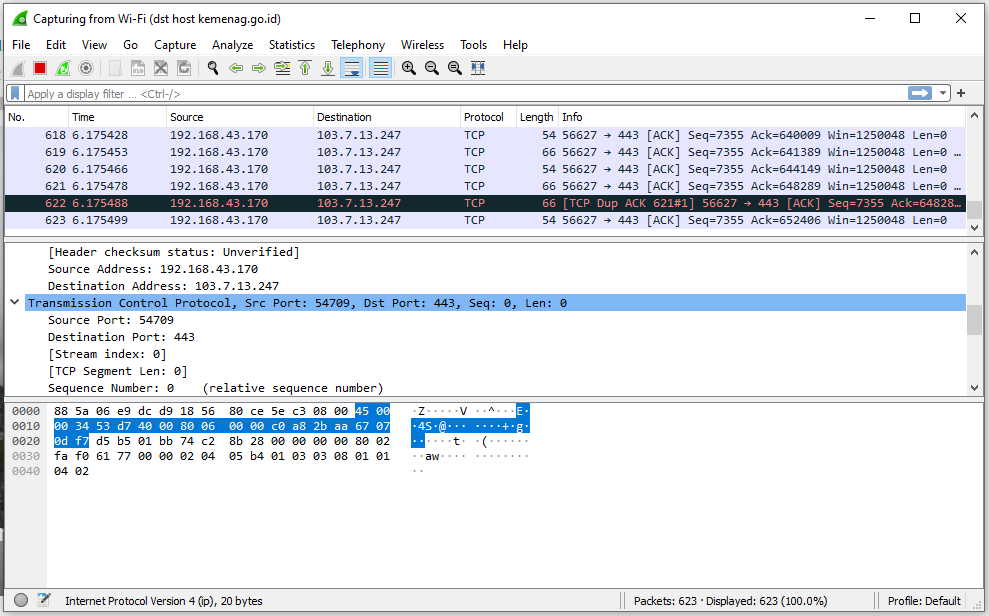 Capturing from Wi-Fi (dst host kemenag.go.id)
File Edit View Go Capture Analyze Statistics Telephony Wireless Tools Help
Apply a display filter ... <Ctrl-/>
No. Time Source Destination Protocol Length Info
618 6.175428 192.168.43.170 103.7.13.247 TCP 54 56627 → 443 [ACK] Seq=7355 Ack=640009 Win=1250048 Len=0
619 6.175453 192.168.43.170 103.7.13.247 TCP 66 56627 → 443 [ACK] Seq=7355 Ack=641389 Win=1250048 Len=0 …
620 6.175466 192.168.43.170 103.7.13.247 TCP 54 56627 → 443 [ACK] Seq=7355 Ack=644149 Win=1250048 Len=0
621 6.175478 192.168.43.170 103.7.13.247 TCP 66 56627 → 443 [ACK] Seq=7355 Ack=648289 Win=1250048 Len=0 …
622 6.175488 192.168.43.170 103.7.13.247 TCP 66 [TCP Dup ACK 621#1] 56627 → 443 [ACK] Seq=7355 Ack=64828…
623 6.175499 192.168.43.170 103.7.13.247 TCP 54 56627 → 443 [ACK] Seq=7355 Ack=652406 Win=1250048 Len=0
[Header checksum status: Unverified]
Source Address: 192.168.43.170
Destination Address: 103.7.13.247
Transmission Control Protocol, Src Port: 54709, Dst Port: 443, Seq: 0, Len: 0
Source Port: 54709
Destination Port: 443
[Stream index: 0]
[TCP Segment Len: 0]
Sequence Number: 0 (relative sequence number)
0000 88 5a 06 e9 dc d9 18 56 80 ce 5e c3 08 00 45 00 ·Z·····V ··^···E·
0010 00 34 53 d7 40 00 80 06 00 00 c0 a8 2b aa 67 07 ·4S·@··· ····+·g·
0020 0d f7 d5 b5 01 bb 74 c2 8b 28 00 00 00 00 80 02 ······t· ·(······
0030 fa f0 61 77 00 00 02 04 05 b4 01 03 03 08 01 01 ··aw···· ········
0040 04 02 ··
Internet Protocol Version 4 (ip), 20 bytes Packets: 623 · Displayed: 623 (100.0%) Profile: Default